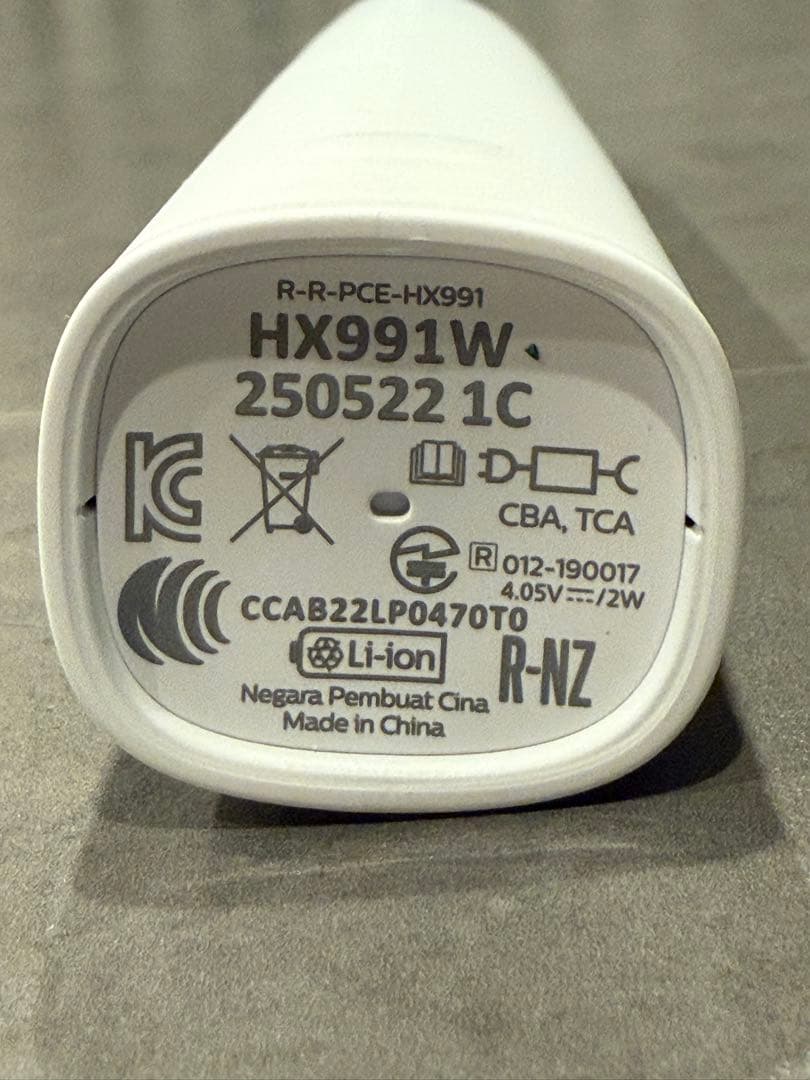 R-R-PCE-HX991
HX991W
250522 1C
CBA, TCA
R 012-190017
4.05V⎓/2W
CCAB22LP0470T0
Li-ion
R-NZ
Negara Pembuat Cina
Made in China